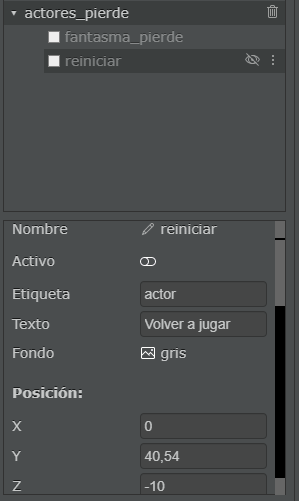 actores_pierde
fantasma_pierde
reiniciar
Nombre reiniciar
Activo
Etiqueta actor
Texto Volver a jugar
Fondo gris
Posición:
X 0
Y 40,54
Z -10